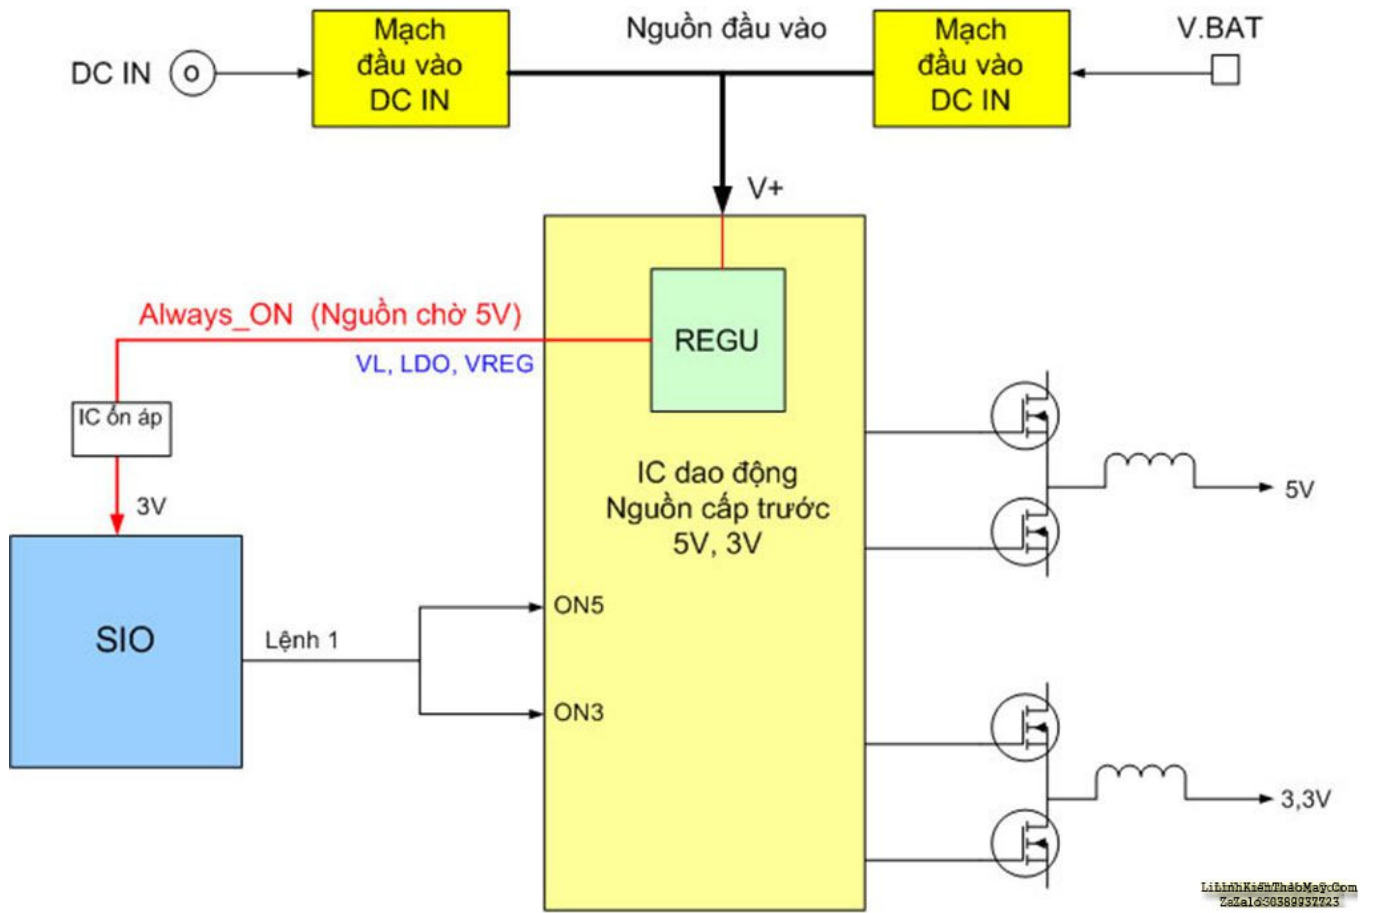 DC IN
O
Mạch
đầu vào
DC IN
Nguồn đầu vào
Mạch
đầu vào
DC IN
V.BAT
V+
Always_ON (Nguồn chờ 5V)
VL, LDO, VREG
REGU
IC ổn áp
3V
IC dao động
Nguồn cấp trước
5V, 3V
5V
SIO
Lệnh 1
ON5
ON3
3,3V